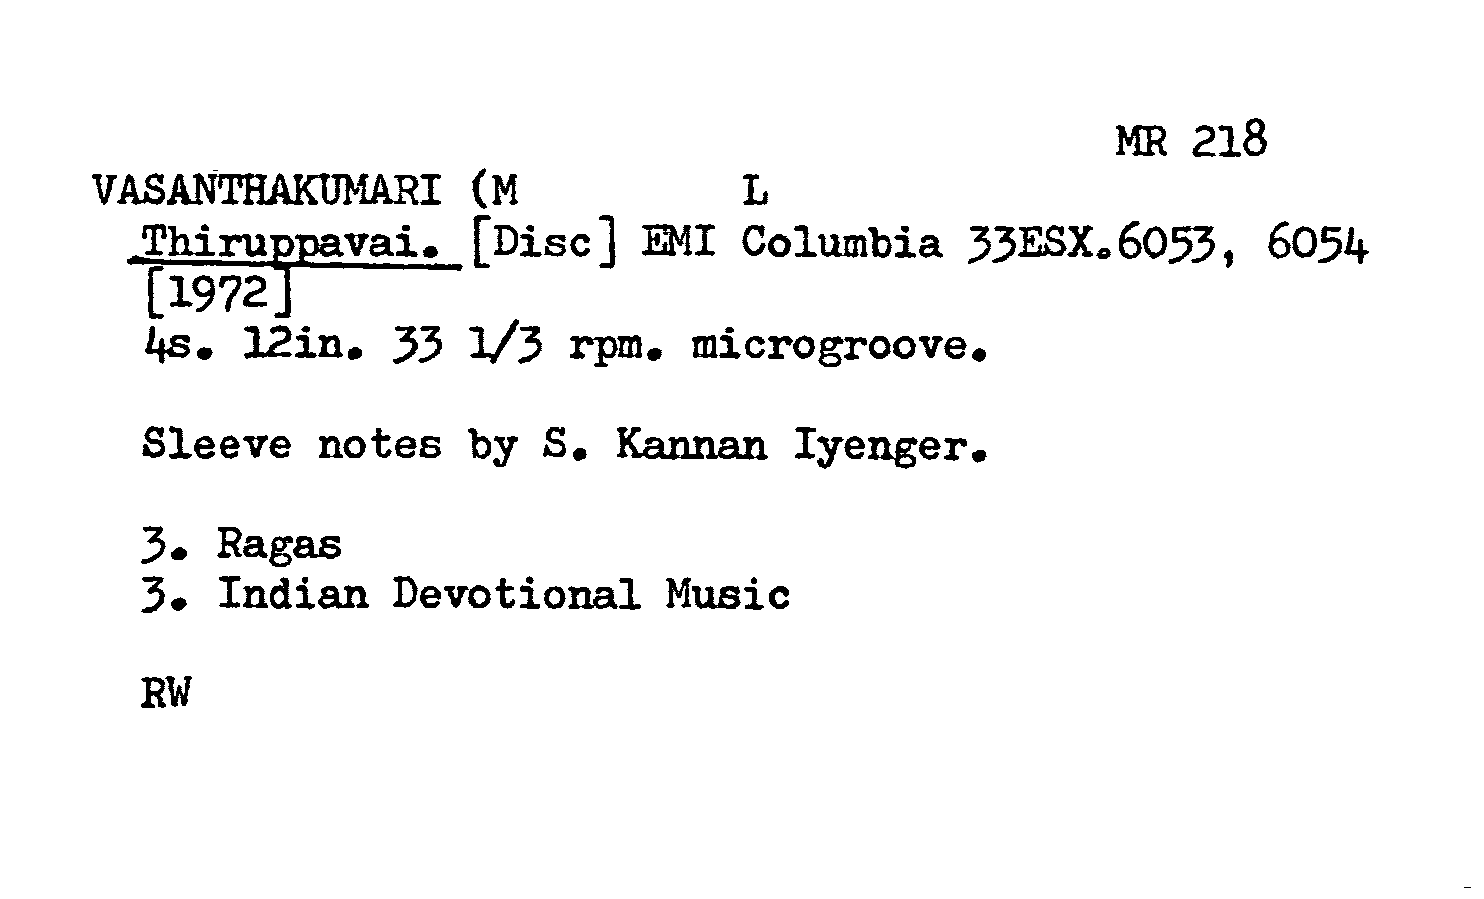 MR 218
VASANTHAKUMARI (M L
Thiruppavai. [Disc] EMI Columbia 33ESX.6053, 6054
[1972]
4s. 12in. 33 1/3 rpm. microgroove.
Sleeve notes by S. Kannan Iyenger.
3. Ragas
3. Indian Devotional Music
RW